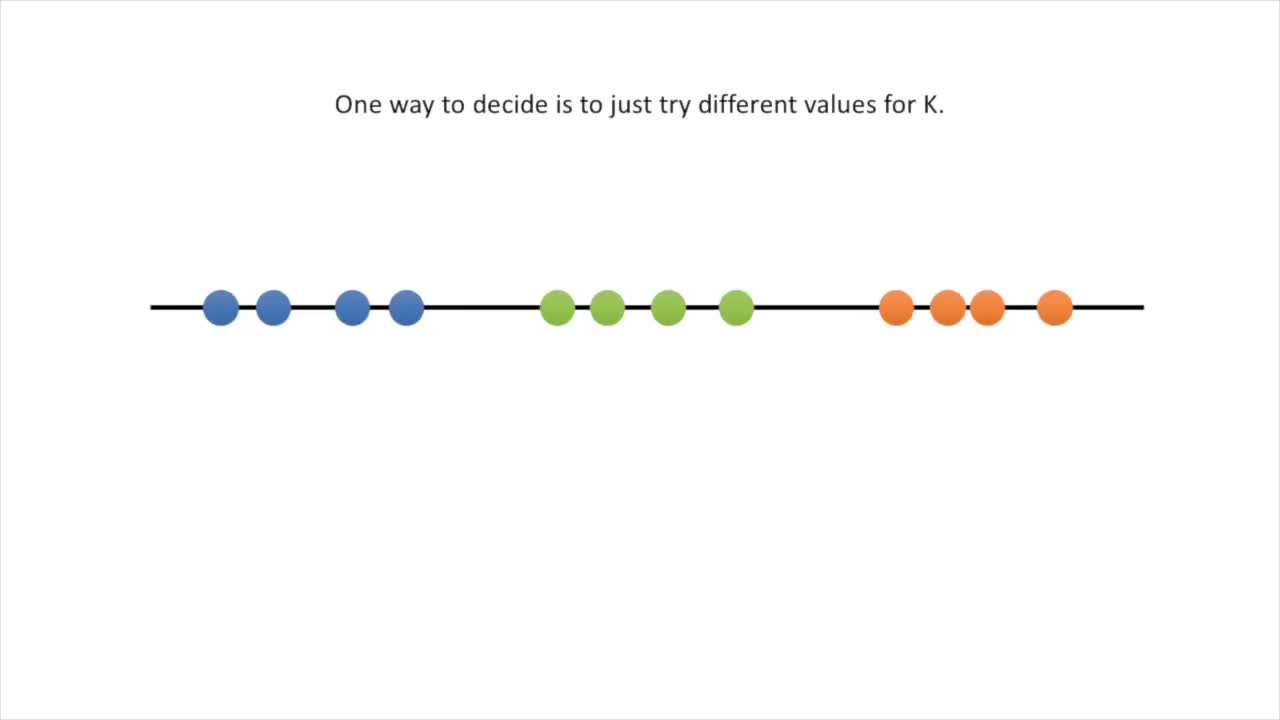 One way to decide is to just try different values for K.